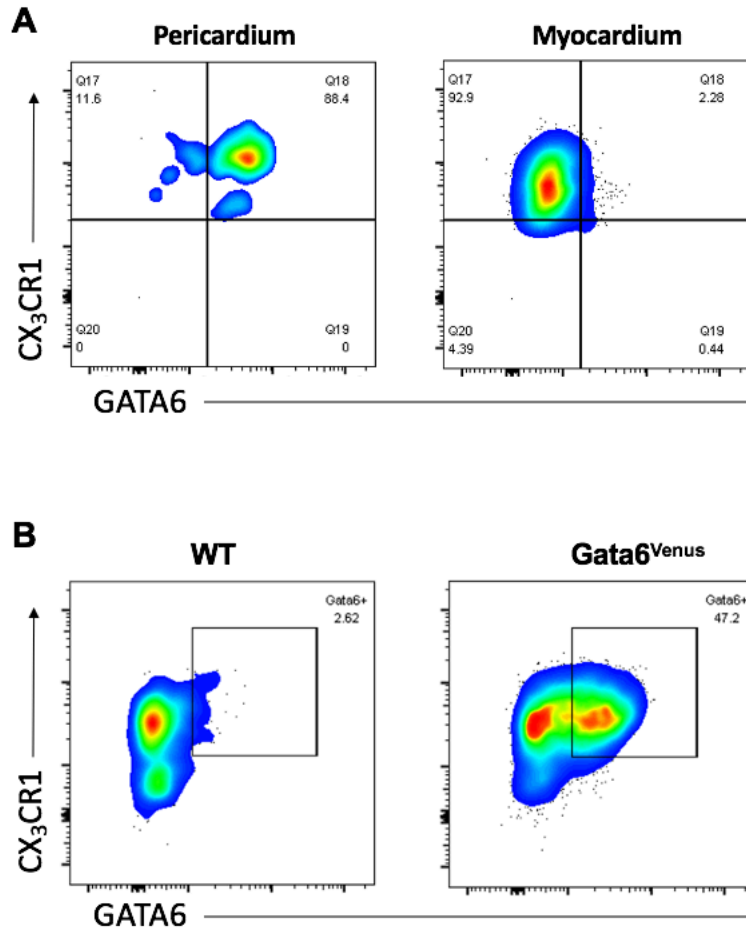 A
Pericardium
Myocardium
Q17
11.6
Q18
88.4
Q20
0
Q19
0
Q17
92.9
Q18
2.28
Q20
4.39
Q19
0.44
CX₃CR1
GATA6
B
WT
Gata6ⱽᵉⁿᵘˢ
Gata6+
2.62
Gata6+
47.2
CX₃CR1
GATA6